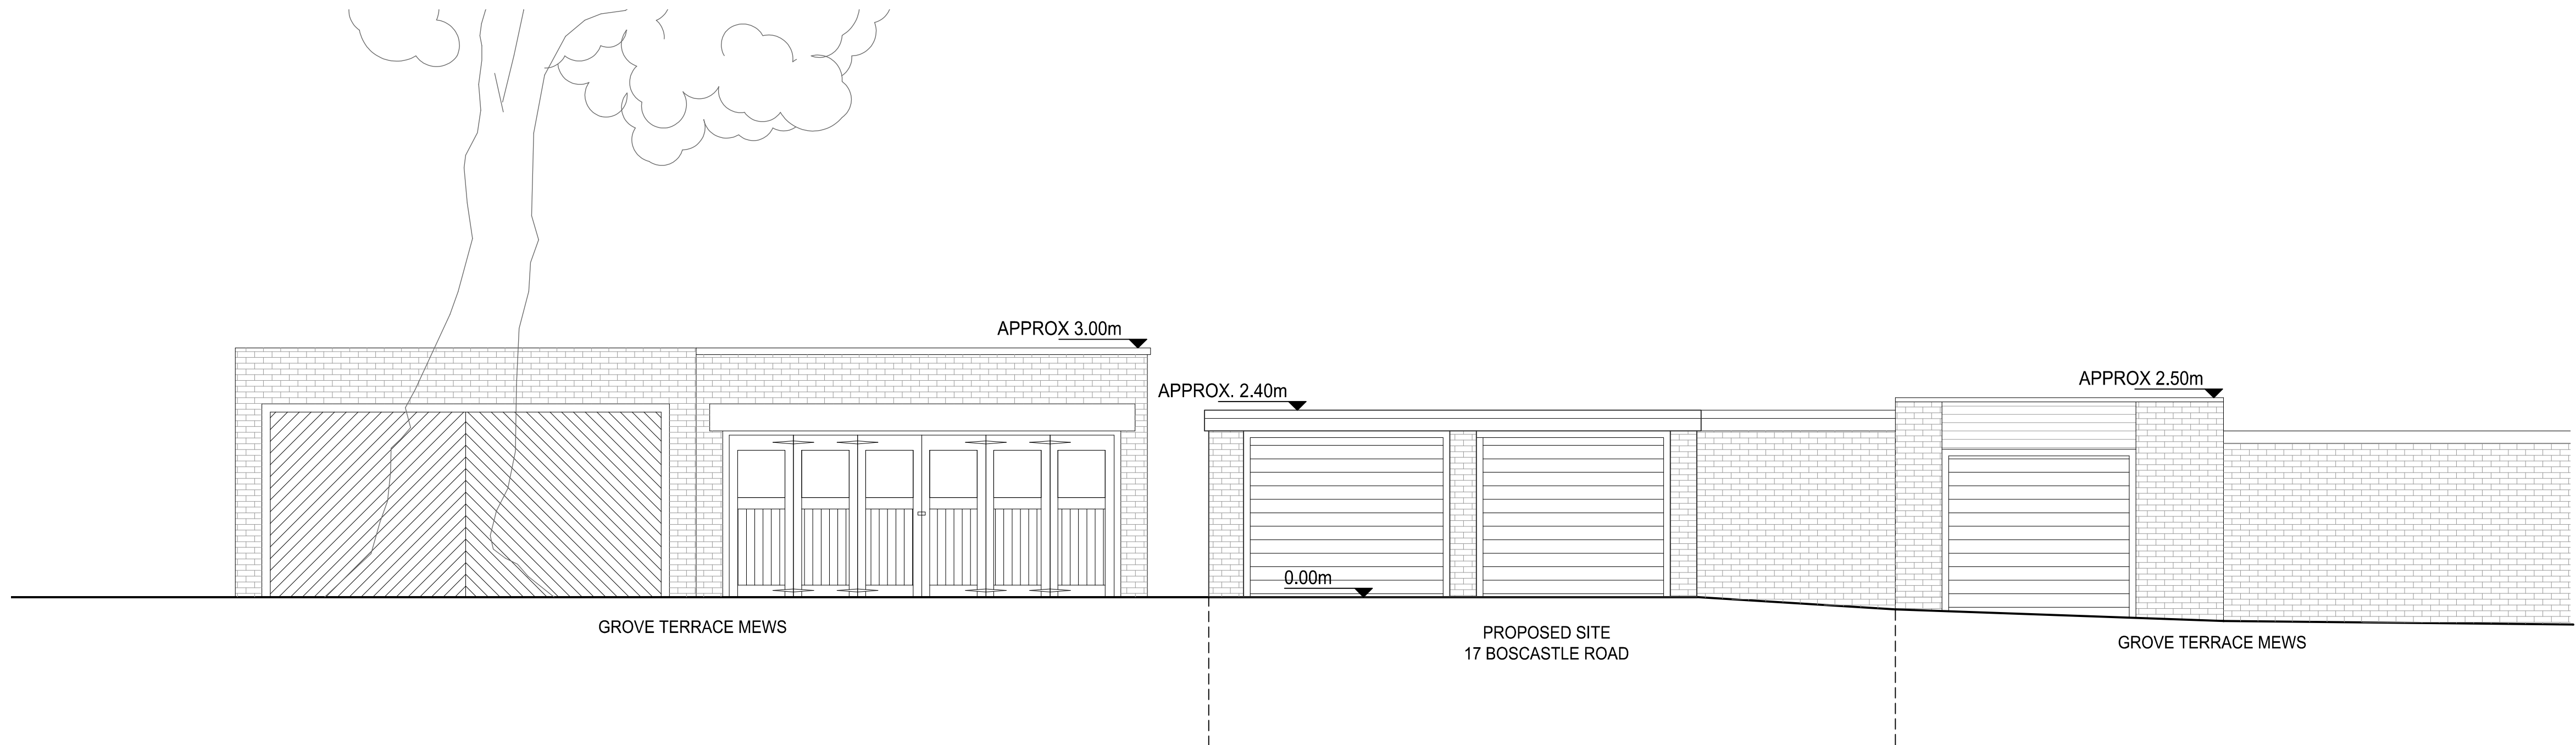 APPROX 3.00m
APPROX. 2.40m
APPROX 2.50m
0.00m
GROVE TERRACE MEWS
PROPOSED SITE
17 BOSCASTLE ROAD
GROVE TERRACE MEWS